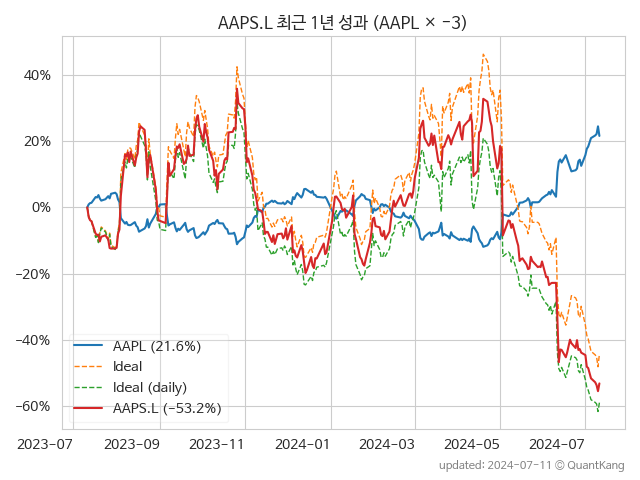 AAPS.L 최근 1년 성과 (AAPL × −3)
40%
20%
0%
−20%
−40%
−60%
AAPL (21.6%)
Ideal
Ideal (daily)
AAPS.L (−53.2%)
2023-07 2023-09 2023-11 2024-01 2024-03 2024-05 2024-07
updated: 2024-07-11 ⓒ QuantKang